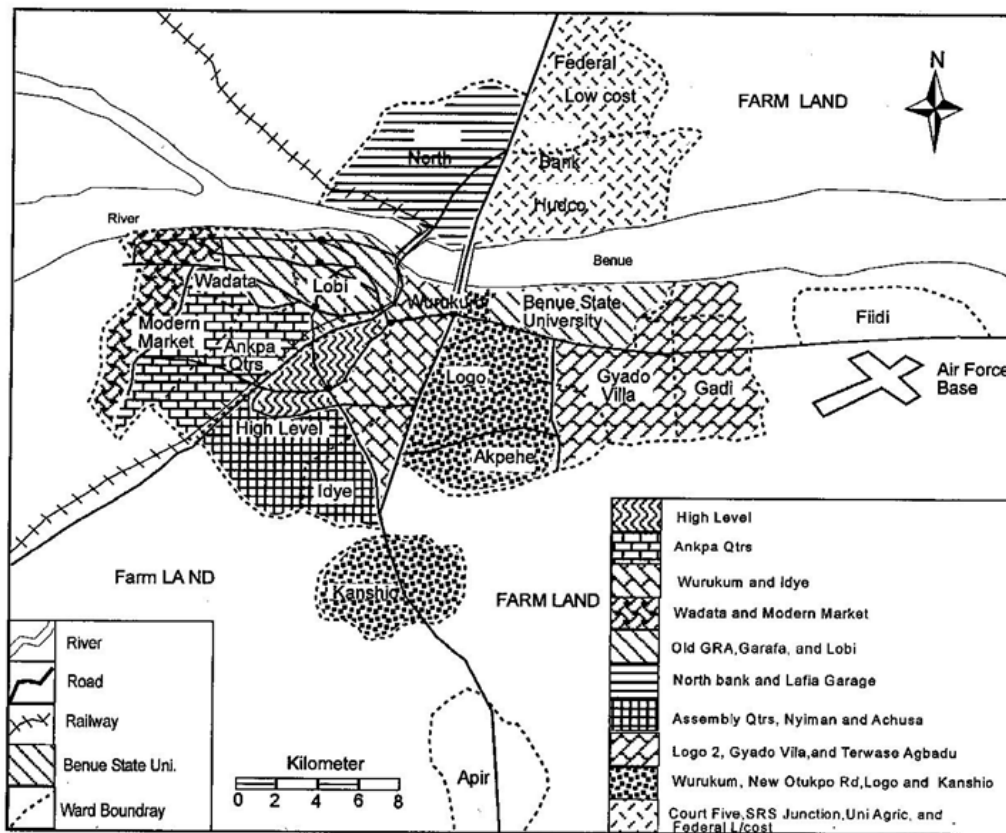 N
Federal
Low cost
FARM LAND
North
Bank
Hudco
River
Benue
Wadata
Lobi
Wurukum
Benue State
University
Fiidi
Modern
Market
Ankpa
Qtrs
Logo
Gyado
Villa
Gadi
Air Force
Base
High Level
Akpehe
Idye
Farm LAND
Kanshio
FARM LAND
Apir
Kilometer
0 2 4 6 8
River
Road
Railway
Benue State Uni.
Ward Boundray
High Level
Ankpa Qtrs
Wurukum and Idye
Wadata and Modern Market
Old GRA,Garafa, and Lobi
North bank and Lafia Garage
Assembly Qtrs, Nyiman and Achusa
Logo 2, Gyado Vila,and Terwase Agbadu
Wurukum, New Otukpo Rd,Logo and Kanshio
Court Five,SRS Junction,Uni Agric, and
Federal L/cost